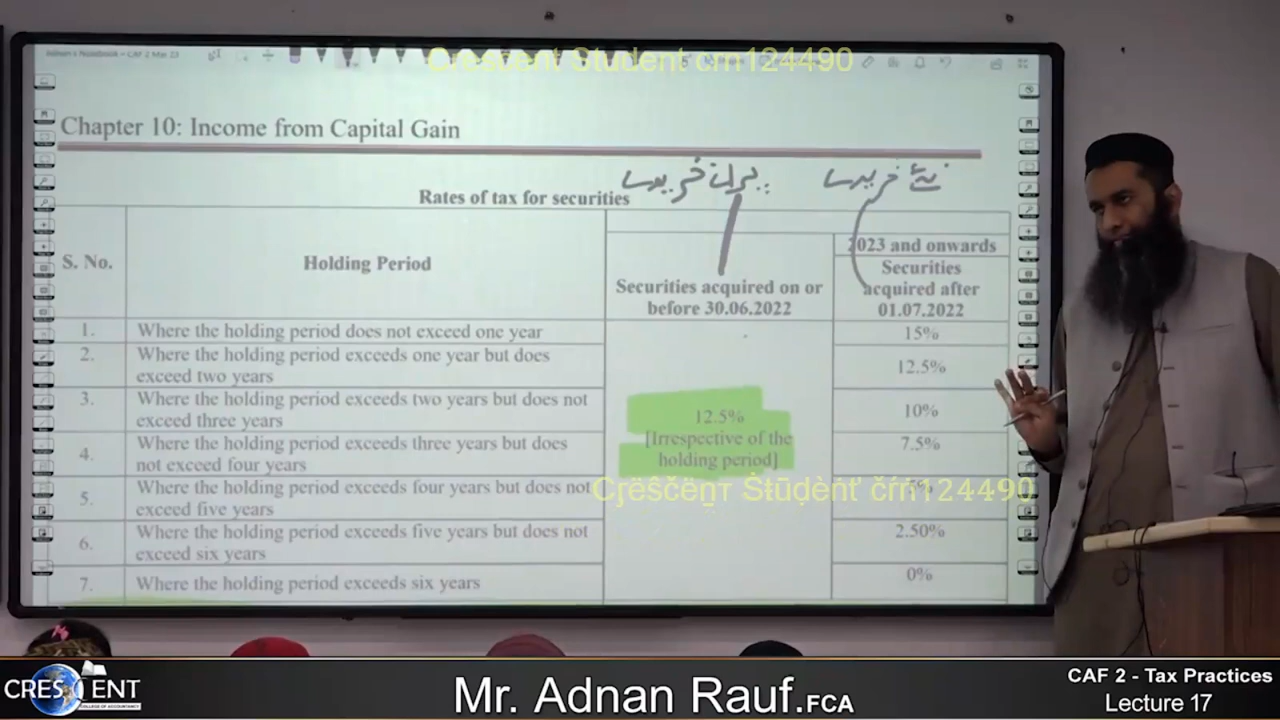 Crescent Student crn124490
Chapter 10: Income from Capital Gain
پرانے خریدے
نئے خریدے
Rates of tax for securities
S. No.
Holding Period
Securities acquired on or
before 30.06.2022
2023 and onwards
Securities
acquired after
01.07.2022
1.
Where the holding period does not exceed one year
15%
2.
Where the holding period exceeds one year but does
exceed two years
12.5%
3.
Where the holding period exceeds two years but does not
exceed three years
10%
4.
Where the holding period exceeds three years but does
not exceed four years
7.5%
12.5%
[Irrespective of the
holding period]
5.
Where the holding period exceeds four years but does not
exceed five years
6.
Where the holding period exceeds five years but does not
exceed six years
2.50%
7.
Where the holding period exceeds six years
0%
CRESCENT
COLLEGE OF ACCOUNTANCY
Mr. Adnan Rauf.FCA
CAF 2 - Tax Practices
Lecture 17